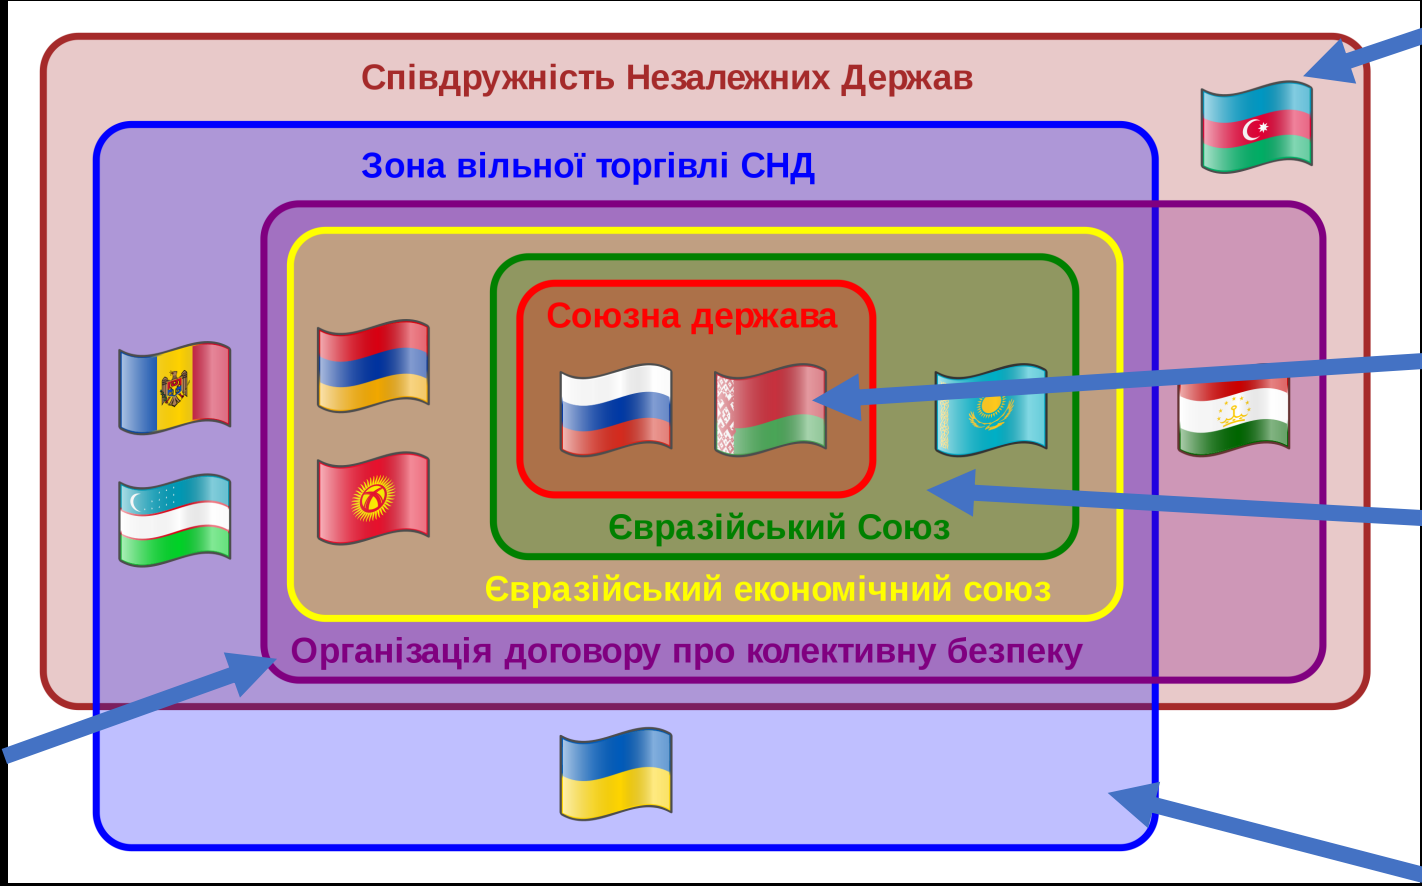 Співдружність Незалежних Держав
Зона вільної торгівлі СНД
Союзна держава
Євразійський Союз
Євразійський економічний союз
Організація договору про колективну безпеку